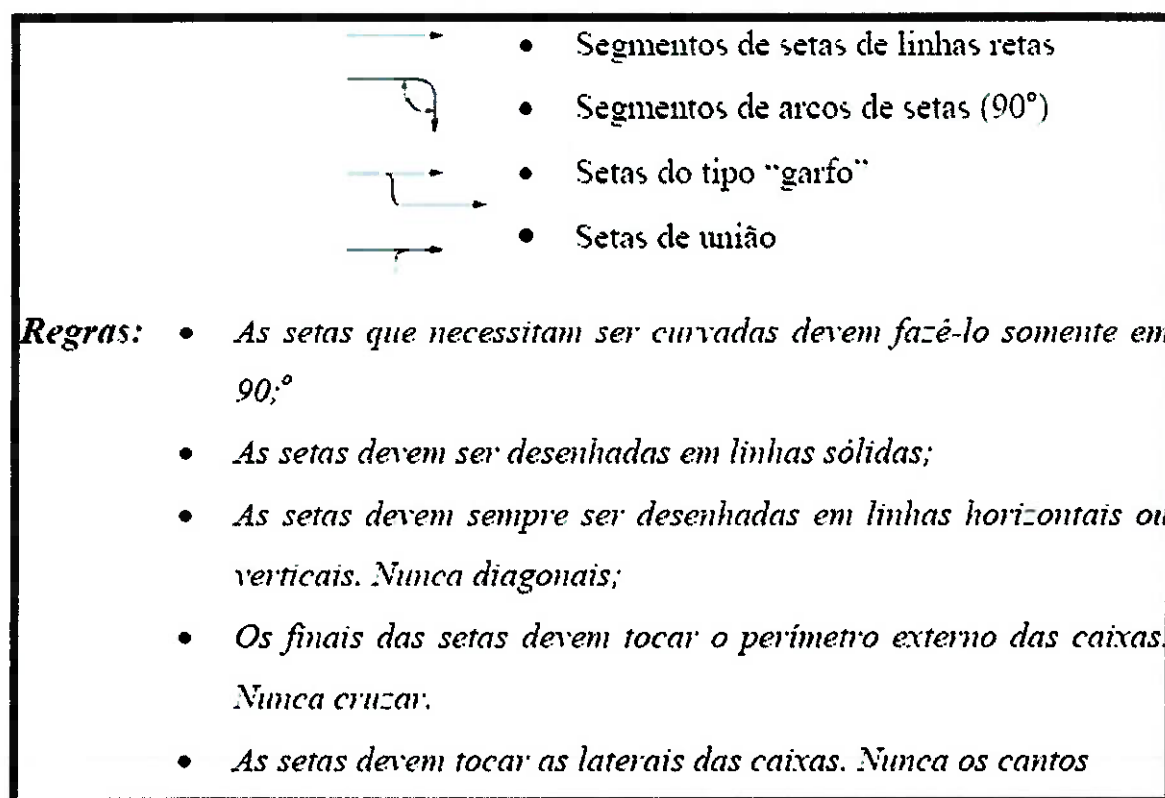 • Segmentos de setas de linhas retas
• Segmentos de arcos de setas (90°)
• Setas do tipo "garfo"
• Setas de união
Regras: • As setas que necessitam ser curvadas devem fazê-lo somente em
90;°
• As setas devem ser desenhadas em linhas sólidas;
• As setas devem sempre ser desenhadas em linhas horizontais ou
verticais. Nunca diagonais;
• Os finais das setas devem tocar o perímetro externo das caixas.
Nunca cruzar.
• As setas devem tocar as laterais das caixas. Nunca os cantos